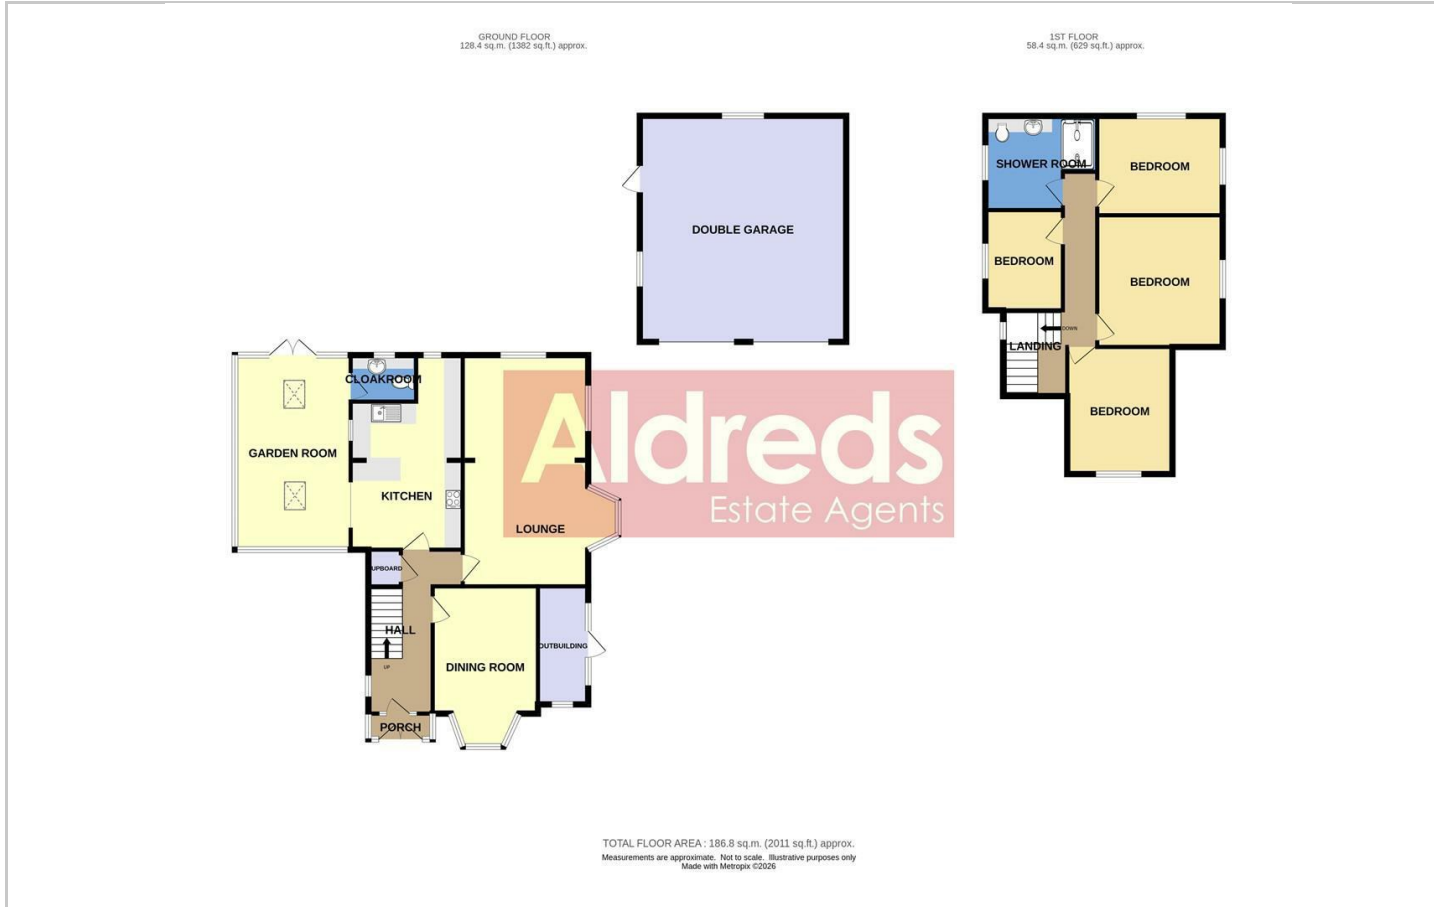 GROUND FLOOR
128.4 sq.m. (1382 sq.ft.) approx.
1ST FLOOR
58.4 sq.m. (629 sq.ft.) approx.
DOUBLE GARAGE
SHOWER ROOM
BEDROOM
BEDROOM
BEDROOM
DOWN
LANDING
BEDROOM
CLOAKROOM
GARDEN ROOM
KITCHEN
LOUNGE
Aldreds
Estate Agents
UPBOARD
HALL
UP
DINING ROOM
OUTBUILDING
PORCH
TOTAL FLOOR AREA : 186.8 sq.m. (2011 sq.ft.) approx.
Measurements are approximate. Not to scale. Illustrative purposes only
Made with Metropix ©2026